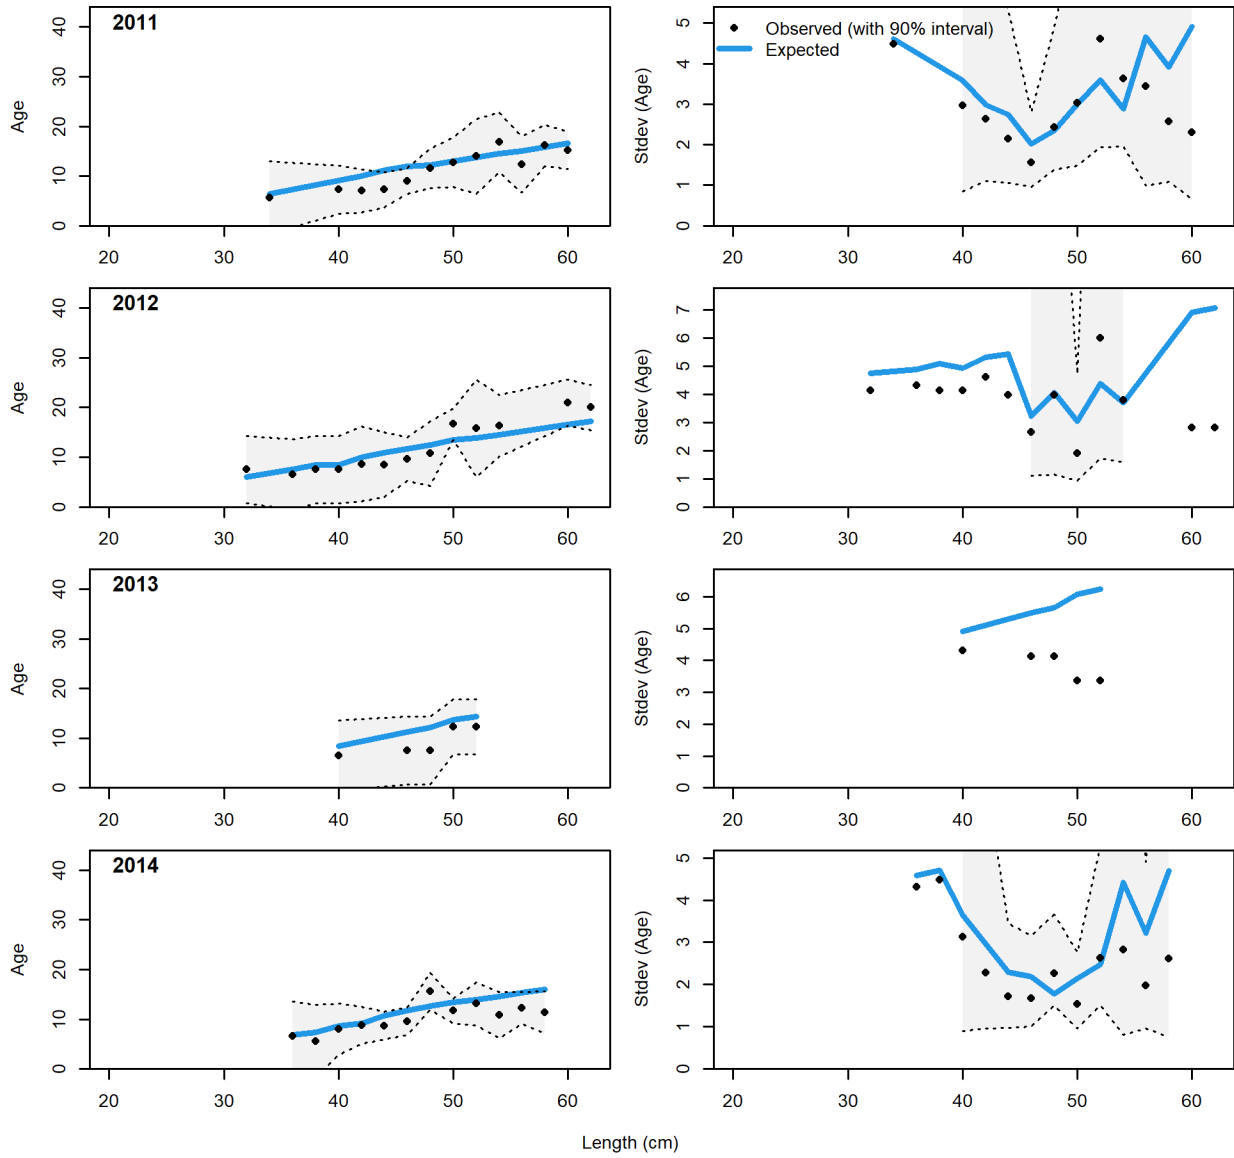 2011
Age
0 10 20 30 40
20 30 40 50 60
Observed (with 90% interval)
Expected
Stdev (Age)
0 1 2 3 4 5
20 30 40 50 60
2012
Age
0 10 20 30 40
20 30 40 50 60
Stdev (Age)
0 1 2 3 4 5 6 7
20 30 40 50 60
2013
Age
0 10 20 30 40
20 30 40 50 60
Stdev (Age)
0 1 2 3 4 5 6
20 30 40 50 60
2014
Age
0 10 20 30 40
20 30 40 50 60
Stdev (Age)
0 1 2 3 4 5
20 30 40 50 60
Length (cm)